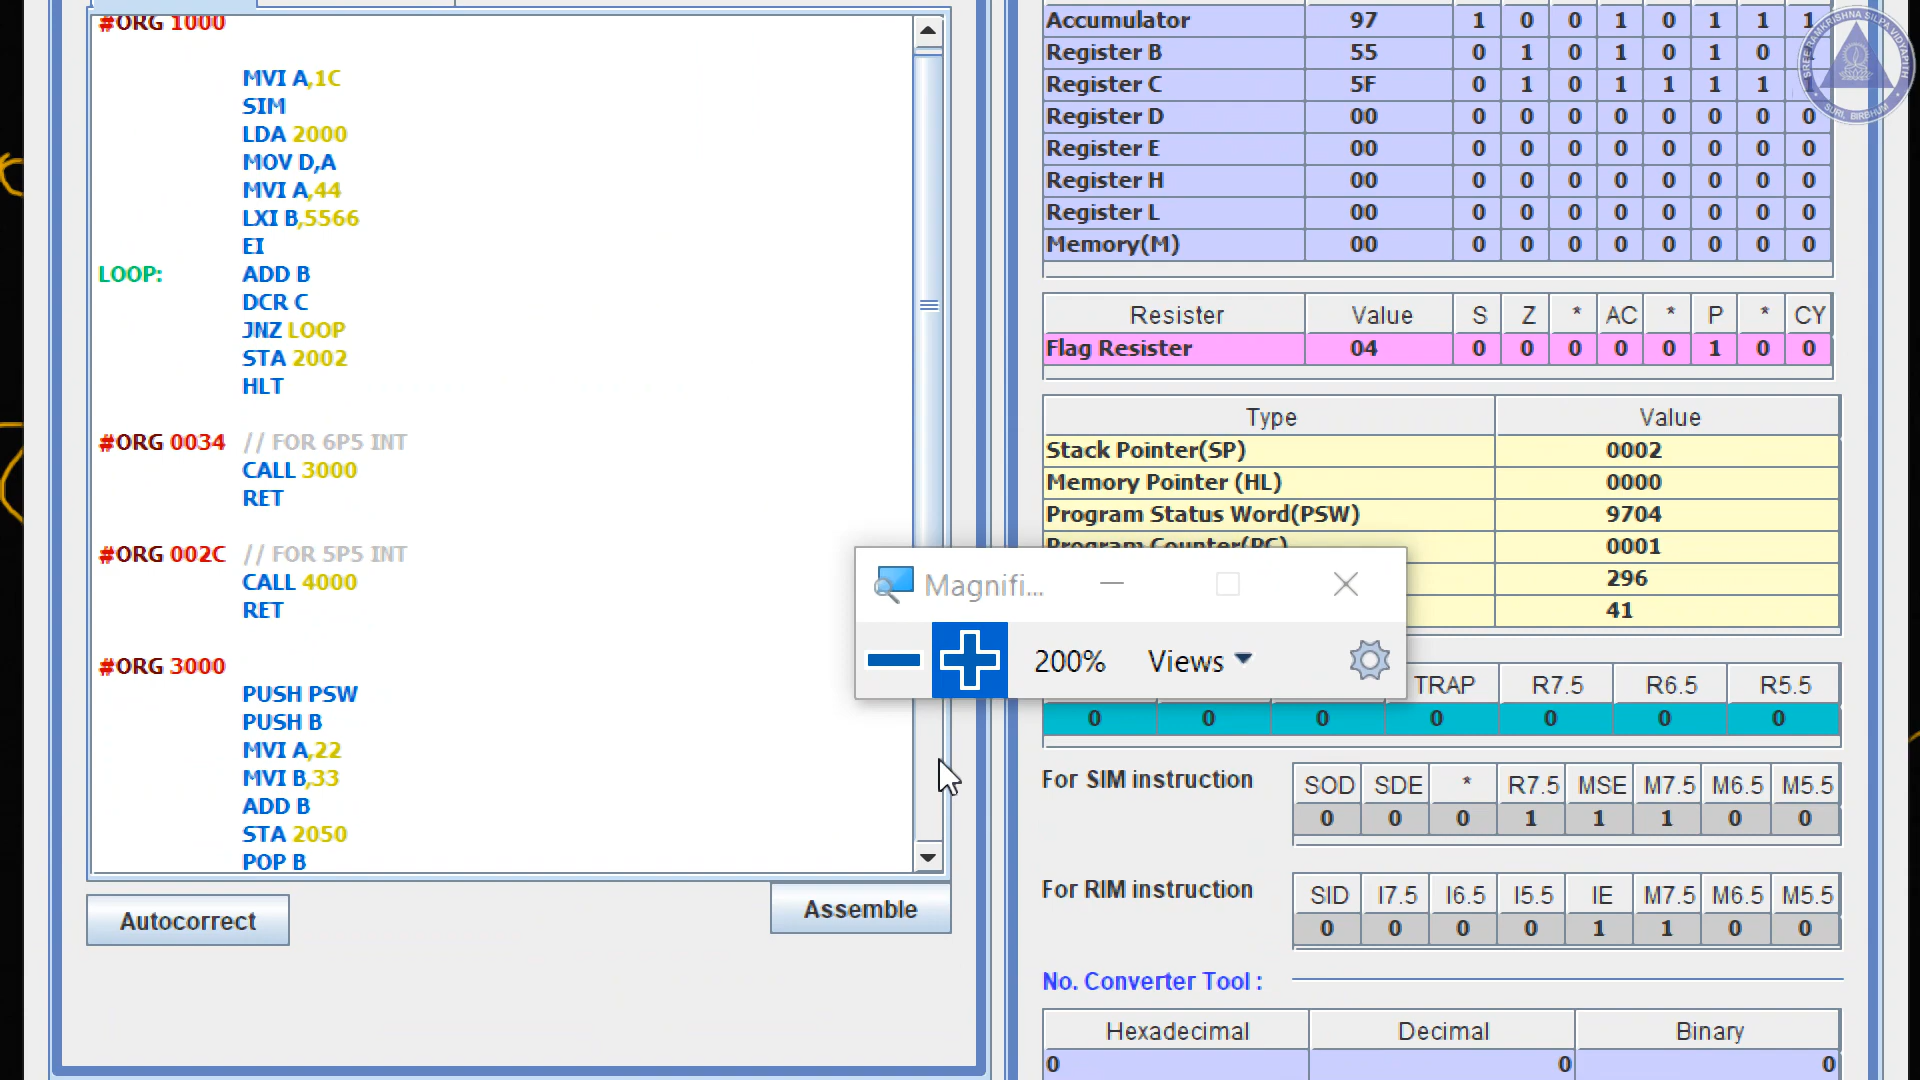 #ORG 1000
MVI A,1C
SIM
LDA 2000
MOV D,A
MVI A,44
LXI B,5566
EI
LOOP: ADD B
DCR C
JNZ LOOP
STA 2002
HLT
#ORG 0034 // FOR 6P5 INT
CALL 3000
RET
#ORG 002C // FOR 5P5 INT
CALL 4000
RET
#ORG 3000
PUSH PSW
PUSH B
MVI A,22
MVI B,33
ADD B
STA 2050
POP B
Autocorrect
Assemble
Accumulator 97 1 0 0 1 0 1 1 1
Register B 55 0 1 0 1 0 1 0
Register C 5F 0 1 0 1 1 1 1 1
Register D 00 0 0 0 0 0 0 0 0
Register E 00 0 0 0 0 0 0 0 0
Register H 00 0 0 0 0 0 0 0 0
Register L 00 0 0 0 0 0 0 0 0
Memory(M) 00 0 0 0 0 0 0 0 0
Resister Value S Z * AC * P * CY
Flag Resister 04 0 0 0 0 0 1 0 0
Type Value
Stack Pointer(SP) 0002
Memory Pointer (HL) 0000
Program Status Word(PSW) 9704
Program Counter(PC) 0001
296
41
Magnifi...
200% Views
TRAP R7.5 R6.5 R5.5
0 0 0 0 0 0 0
For SIM instruction
SOD SDE * R7.5 MSE M7.5 M6.5 M5.5
0 0 0 1 1 1 0 0
For RIM instruction
SID I7.5 I6.5 I5.5 IE M7.5 M6.5 M5.5
0 0 0 0 1 1 0 0
No. Converter Tool :
Hexadecimal Decimal Binary
0 0 0
SREE RAMKRISHNA SILPA VIDYAPITH
SURI, BIRBHUM